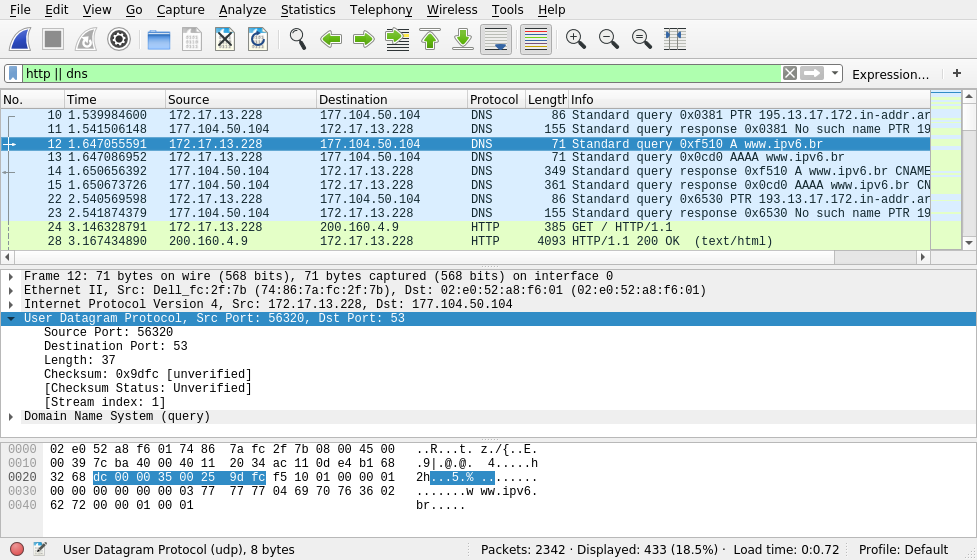 File Edit View Go Capture Analyze Statistics Telephony Wireless Tools Help
http || dns Expression… +
No. Time Source Destination Protocol Length Info
10 1.539984600 172.17.13.228 177.104.50.104 DNS 86 Standard query 0x0381 PTR 195.13.17.172.in-addr.ar
11 1.541506148 177.104.50.104 172.17.13.228 DNS 155 Standard query response 0x0381 No such name PTR 19
12 1.647055591 172.17.13.228 177.104.50.104 DNS 71 Standard query 0xf510 A www.ipv6.br
13 1.647086952 172.17.13.228 177.104.50.104 DNS 71 Standard query 0x0cd0 AAAA www.ipv6.br
14 1.650656392 177.104.50.104 172.17.13.228 DNS 349 Standard query response 0xf510 A www.ipv6.br CNAME
15 1.650673726 177.104.50.104 172.17.13.228 DNS 361 Standard query response 0x0cd0 AAAA www.ipv6.br CN
22 2.540569598 172.17.13.228 177.104.50.104 DNS 86 Standard query 0x6530 PTR 193.13.17.172.in-addr.ar
23 2.541874379 177.104.50.104 172.17.13.228 DNS 155 Standard query response 0x6530 No such name PTR 19
24 3.146328791 172.17.13.228 200.160.4.9 HTTP 385 GET / HTTP/1.1
28 3.167434890 200.160.4.9 172.17.13.228 HTTP 4093 HTTP/1.1 200 OK (text/html)
Frame 12: 71 bytes on wire (568 bits), 71 bytes captured (568 bits) on interface 0
Ethernet II, Src: Dell_fc:2f:7b (74:86:7a:fc:2f:7b), Dst: 02:e0:52:a8:f6:01 (02:e0:52:a8:f6:01)
Internet Protocol Version 4, Src: 172.17.13.228, Dst: 177.104.50.104
User Datagram Protocol, Src Port: 56320, Dst Port: 53
Source Port: 56320
Destination Port: 53
Length: 37
Checksum: 0x9dfc [unverified]
[Checksum Status: Unverified]
[Stream index: 1]
Domain Name System (query)
0000 02 e0 52 a8 f6 01 74 86 7a fc 2f 7b 08 00 45 00 ..R...t. z./{..E.
0010 00 39 7c ba 40 00 40 11 20 34 ac 11 0d e4 b1 68 .9|.@.@. 4.....h
0020 32 68 dc 00 00 35 00 25 9d fc f5 10 01 00 00 01 2h...5.% ........
0030 00 00 00 00 00 00 03 77 77 77 04 69 70 76 36 02 .......w ww.ipv6.
0040 62 72 00 00 01 00 01 br.....
User Datagram Protocol (udp), 8 bytes Packets: 2342 · Displayed: 433 (18.5%) · Load time: 0:0.72 Profile: Default